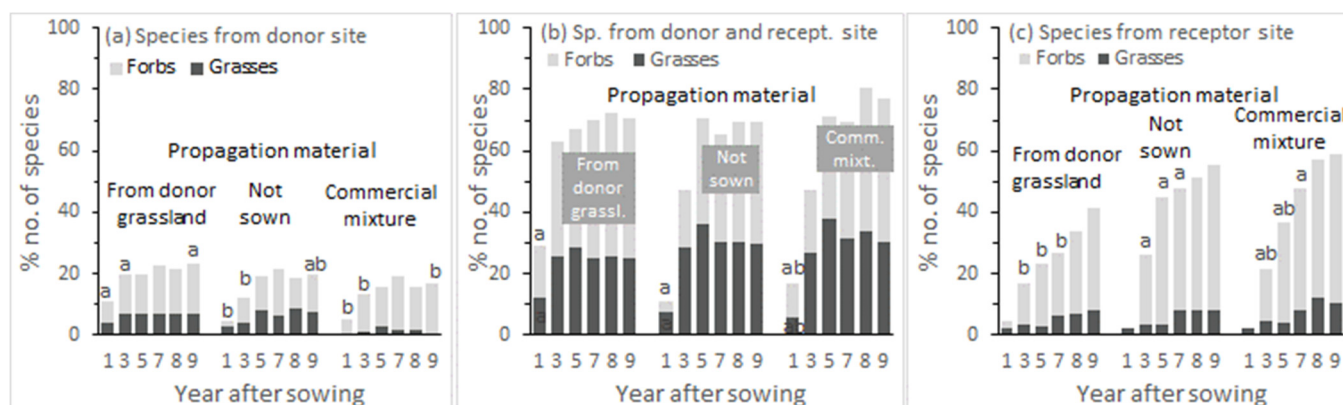 (a) Species from donor site
Forbs Grasses
% no. of species
100
80
60
40
20
0
Propagation material
From donor grassland
Not sown
Commercial mixture
a a a
b b ab
b b b
1 3 5 7 8 9 1 3 5 7 8 9 1 3 5 7 8 9
Year after sowing
(b) Sp. from donor and recept. site
Forbs Grasses
% no. of species
100
80
60
40
20
0
Propagation material
From donor grassl.
Not sown
Comm. mixt.
a a ab
a a ab
1 3 5 7 8 9 1 3 5 7 8 9 1 3 5 7 8 9
Year after sowing
(c) Species from receptor site
Forbs Grasses
% no. of species
100
80
60
40
20
0
Propagation material
From donor grassland
Not sown
Commercial mixture
b b b
a a a
ab ab a
1 3 5 7 8 9 1 3 5 7 8 9 1 3 5 7 8 9
Year after sowing